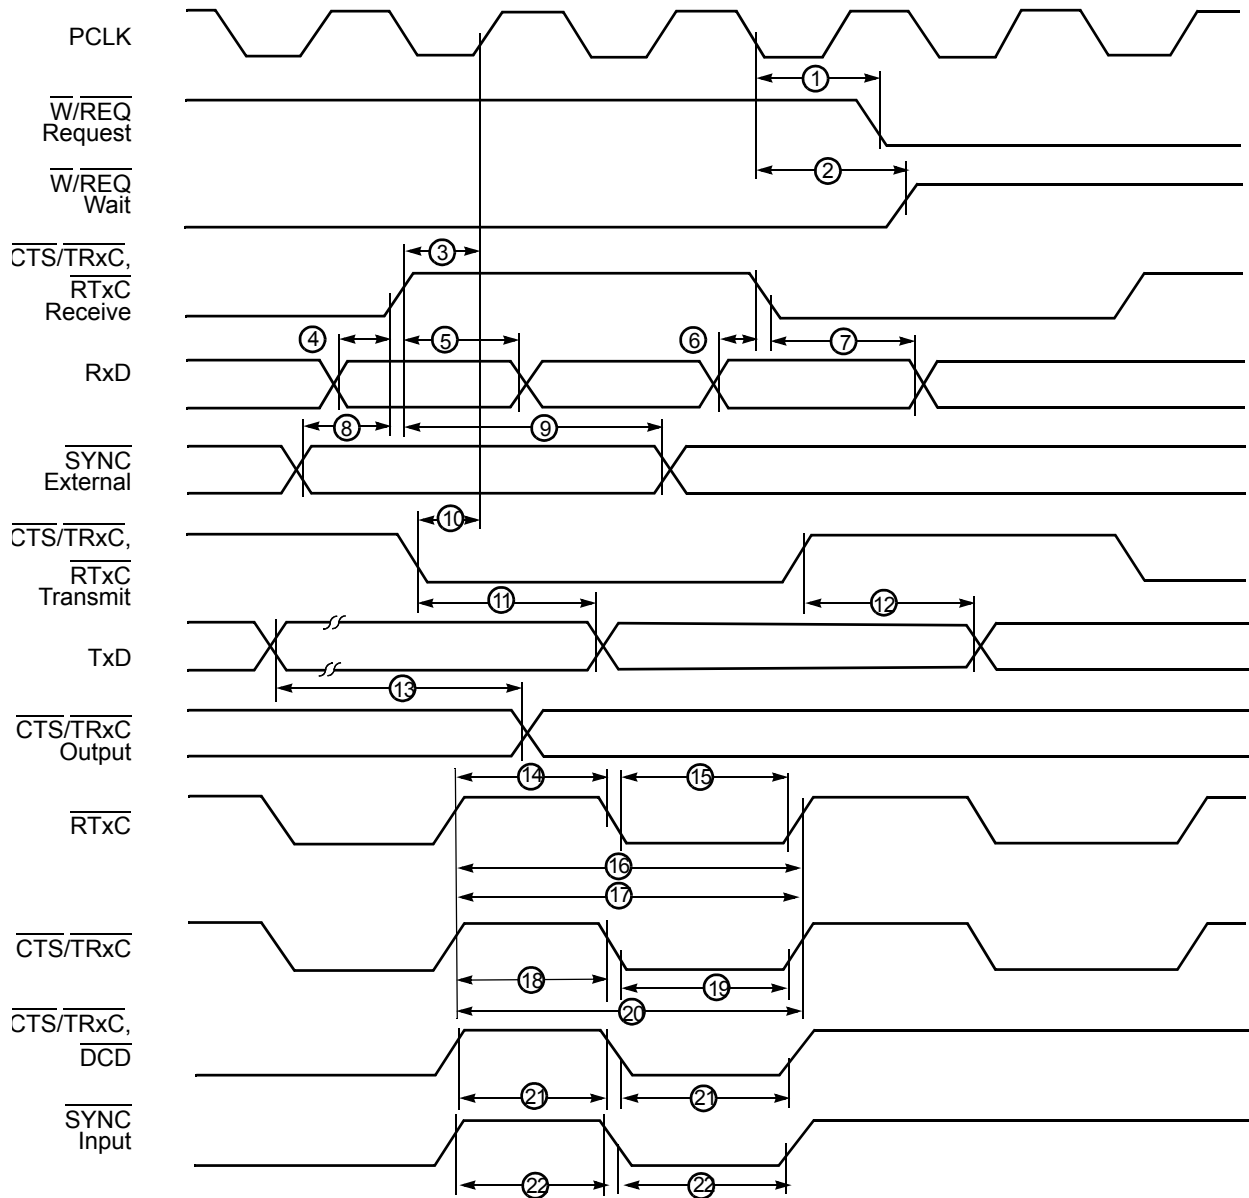 PCLK
1
W/REQ
Request
2
W/REQ
Wait
3
CTS/TRxC,
RTxC
Receive
4
5
6
7
RxD
8
9
SYNC
External
10
CTS/TRxC,
RTxC
Transmit
11
12
TxD
13
CTS/TRxC
Output
14
15
RTxC
16
17
CTS/TRxC
18
19
20
CTS/TRxC,
DCD
21
21
SYNC
Input
22
22